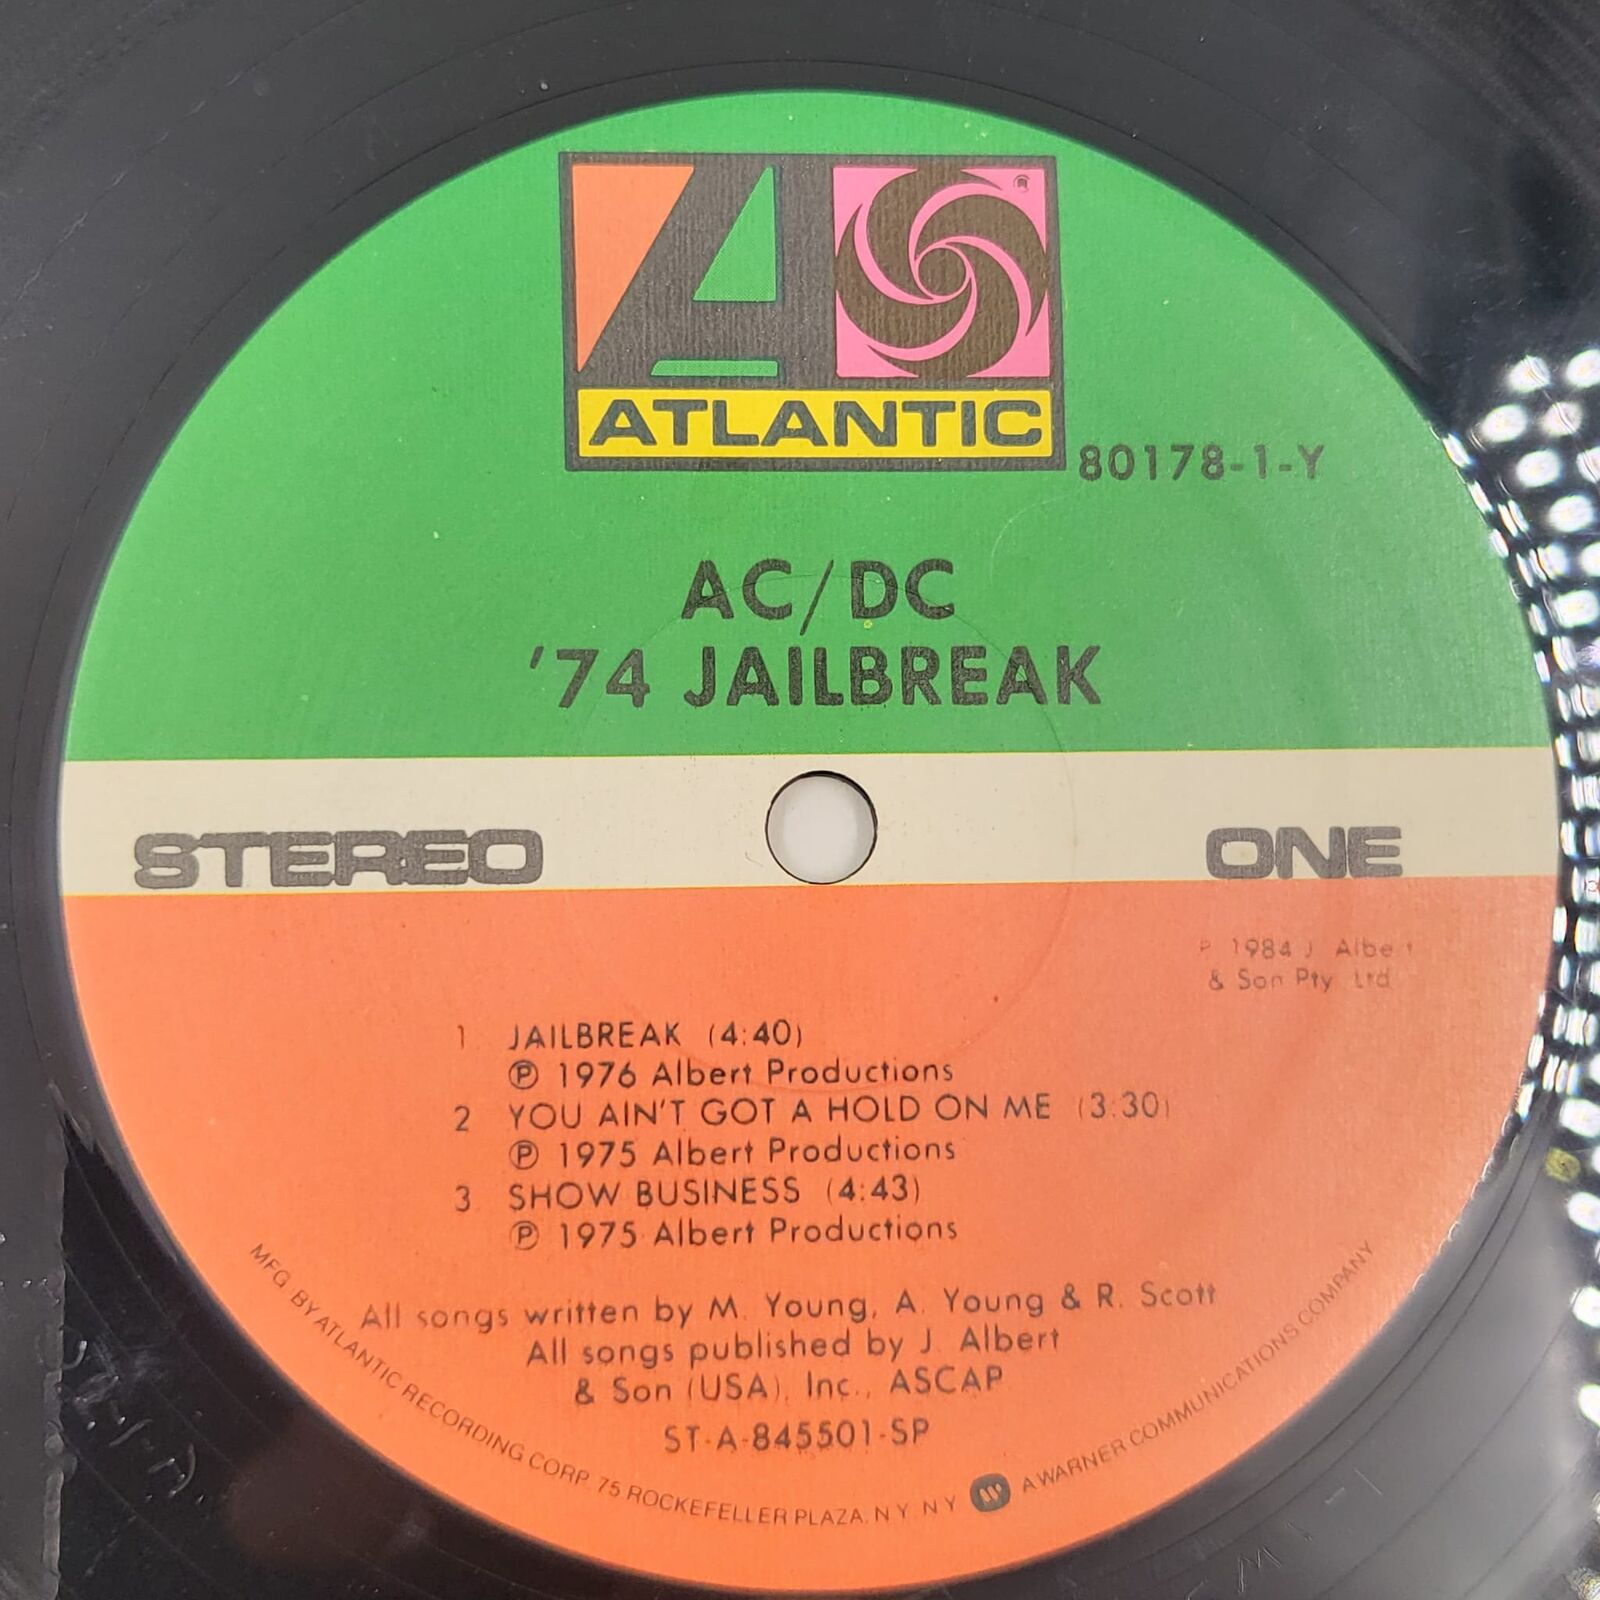 ATLANTIC
80178-1-Y
AC/DC
'74 JAILBREAK
STEREO
ONE
P 1984 J Albert
& Son Pty Ltd
1 JAILBREAK (4:40)
℗ 1976 Albert Productions
2 YOU AIN'T GOT A HOLD ON ME (3:30)
℗ 1975 Albert Productions
3 SHOW BUSINESS (4:43)
℗ 1975 Albert Productions
All songs written by M. Young, A. Young & R. Scott
All songs published by J. Albert
& Son (USA), Inc., ASCAP
ST-A-845501-SP
MFG BY ATLANTIC RECORDING CORP. 75 ROCKEFELLER PLAZA. N.Y. N.Y. A WARNER COMMUNICATIONS COMPANY